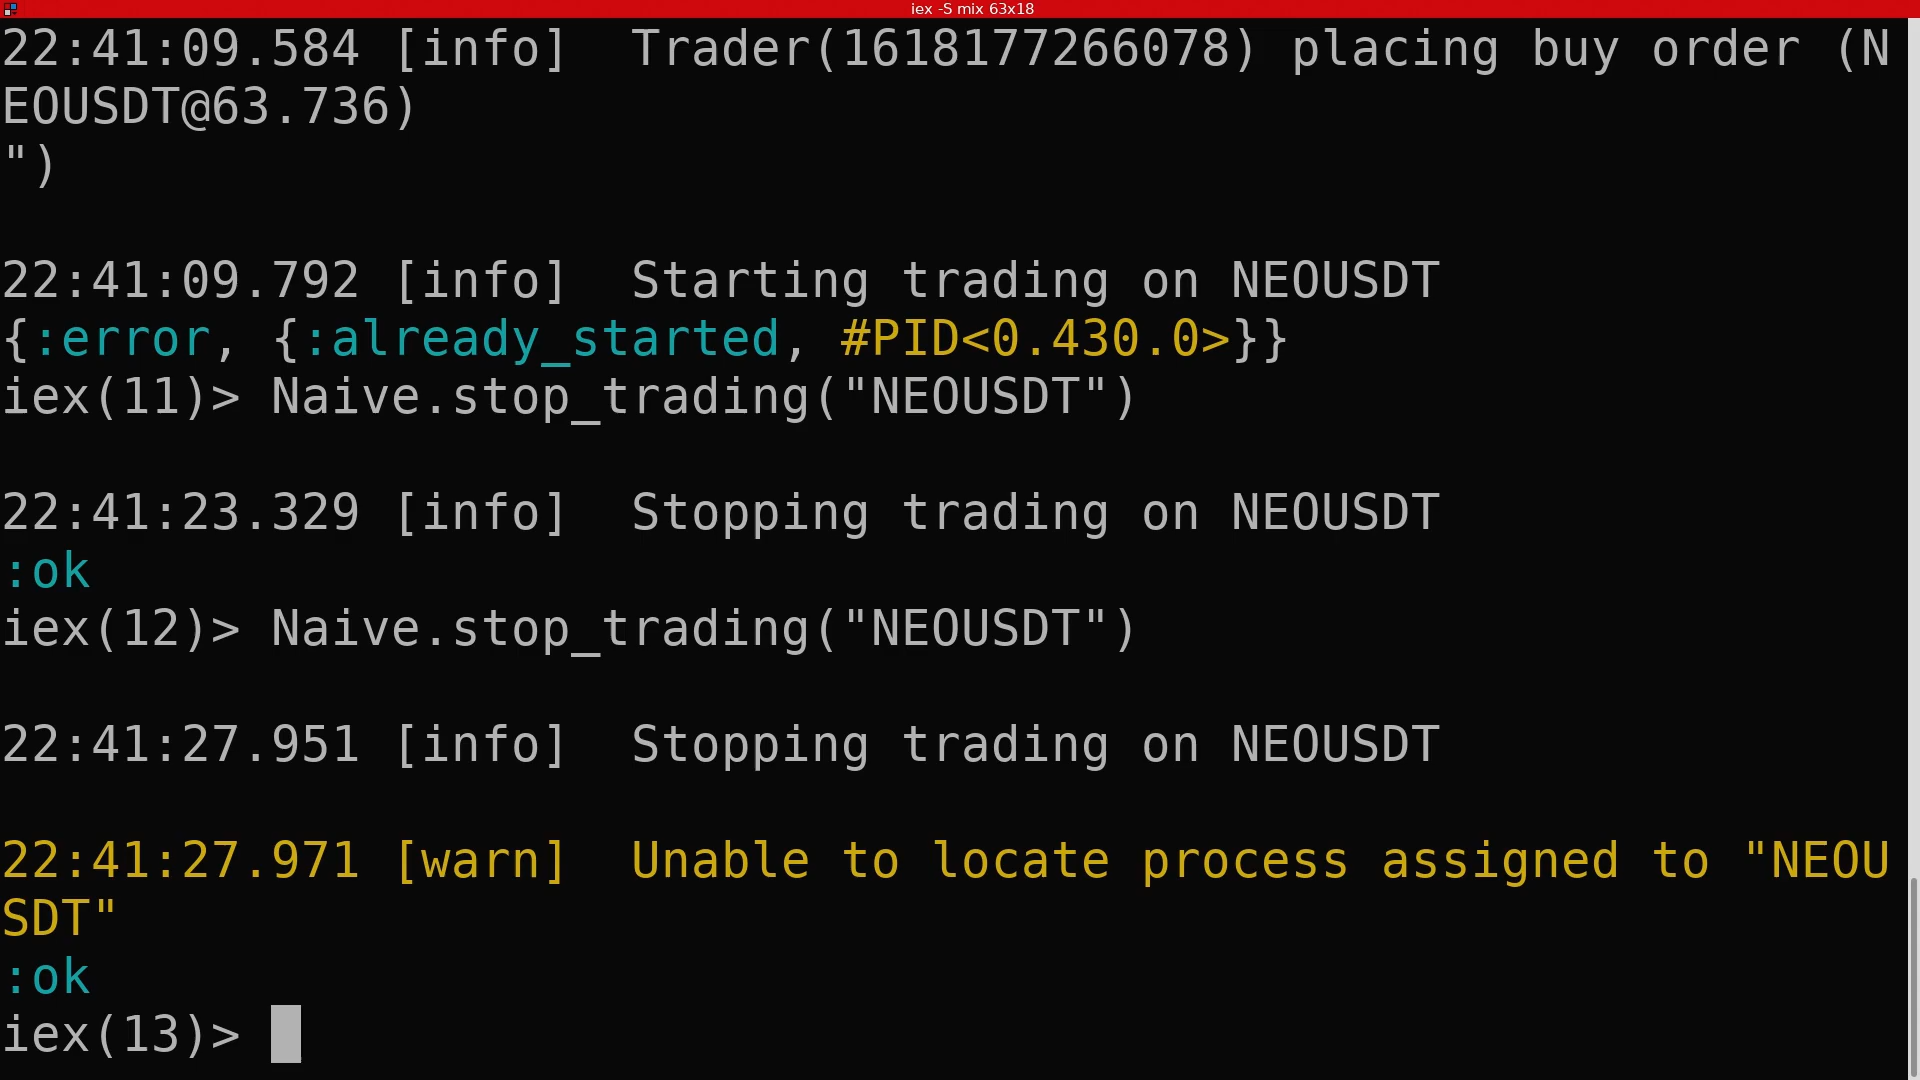 iex -S mix 63x18
22:41:09.584 [info]  Trader(1618177266078) placing buy order (N
EOUSDT@63.736)
")
22:41:09.792 [info]  Starting trading on NEOUSDT
{:error, {:already_started, #PID<0.430.0>}}
iex(11)> Naive.stop_trading("NEOUSDT")
22:41:23.329 [info]  Stopping trading on NEOUSDT
:ok
iex(12)> Naive.stop_trading("NEOUSDT")
22:41:27.951 [info]  Stopping trading on NEOUSDT
22:41:27.971 [warn]  Unable to locate process assigned to "NEOU
SDT"
:ok
iex(13)>